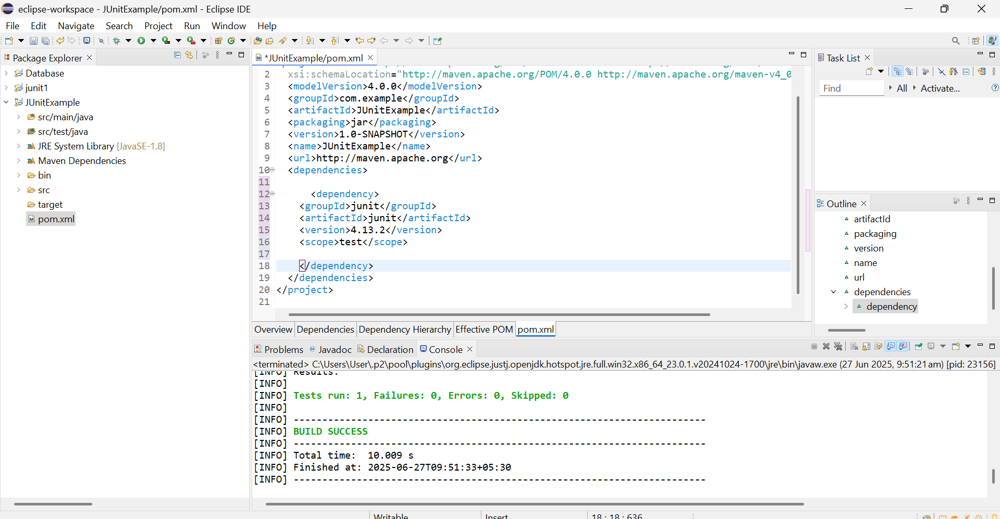 eclipse-workspace - JUnitExample/pom.xml - Eclipse IDE
File Edit Navigate Search Project Run Window Help
Package Explorer
Database
junit1
JUnitExample
src/main/java
src/test/java
JRE System Library [JavaSE-1.8]
Maven Dependencies
bin
src
target
pom.xml
*JUnitExample/pom.xml
2 xsi:schemaLocation="http://maven.apache.org/POM/4.0.0 http://maven.apache.org/maven-v4_0
3 <modelVersion>4.0.0</modelVersion>
4 <groupId>com.example</groupId>
5 <artifactId>JUnitExample</artifactId>
6 <packaging>jar</packaging>
7 <version>1.0-SNAPSHOT</version>
8 <name>JUnitExample</name>
9 <url>http://maven.apache.org</url>
10 <dependencies>
11
12 <dependency>
13 <groupId>junit</groupId>
14 <artifactId>junit</artifactId>
15 <version>4.13.2</version>
16 <scope>test</scope>
17
18 </dependency>
19 </dependencies>
20 </project>
21
Overview Dependencies Dependency Hierarchy Effective POM pom.xml
Task List
Find All Activate...
Outline
artifactId
packaging
version
name
url
dependencies
dependency
Problems @ Javadoc Declaration Console
<terminated> C:\Users\User\.p2\pool\plugins\org.eclipse.justj.openjdk.hotspot.jre.full.win32.x86_64_23.0.1.v20241024-1700\jre\bin\javaw.exe (27 Jun 2025, 9:51:21 am) [pid: 23156]
[INFO] Results:
[INFO]
[INFO] Tests run: 1, Failures: 0, Errors: 0, Skipped: 0
[INFO]
[INFO] ------------------------------------------------------------------------
[INFO] BUILD SUCCESS
[INFO] ------------------------------------------------------------------------
[INFO] Total time:  10.009 s
[INFO] Finished at: 2025-06-27T09:51:33+05:30
[INFO] ------------------------------------------------------------------------
Writable Insert 18 : 18 : 636